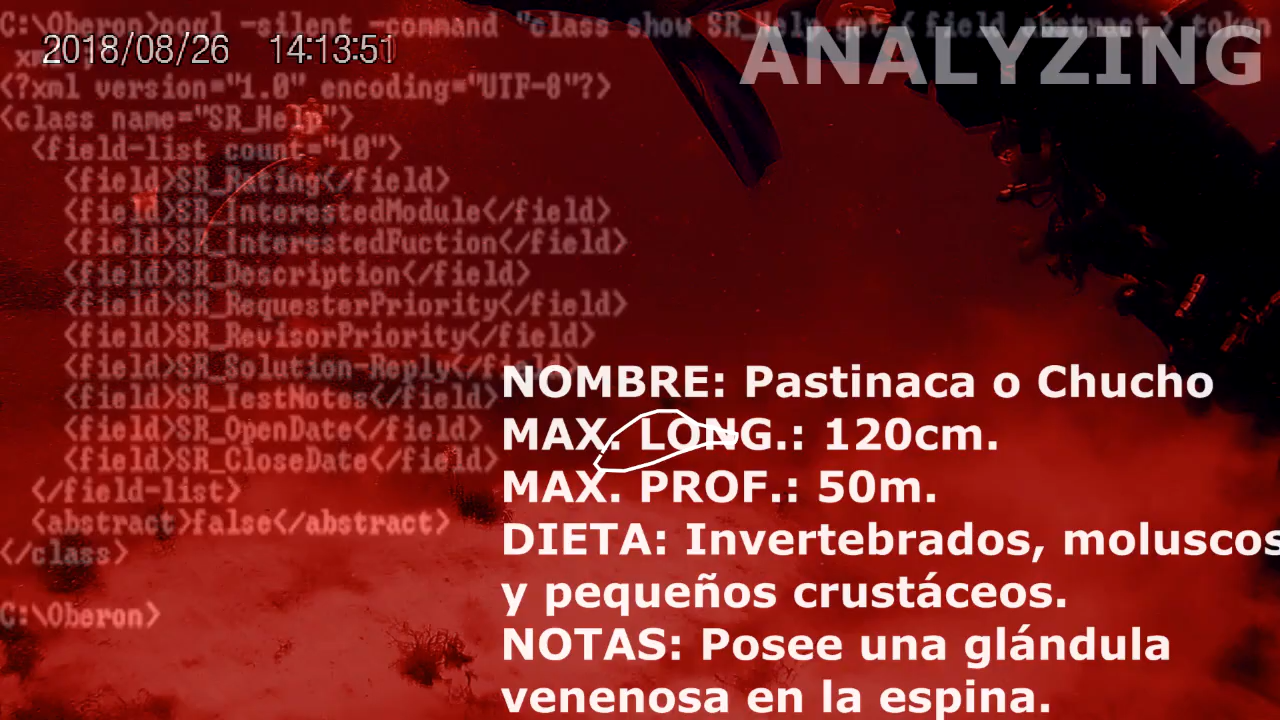 C:\Oberon>oogl -silent -command "class show SR_Help get { field abstract } token
2018/08/26 14:13:51
ANALYZING
<?xml version="1.0" encoding="UTF-8"?>
<class name="SR_Help">
<field-list count="10">
<field>SR_Rating</field>
<field>SR_InterestedModule</field>
<field>SR_InterestedFuction</field>
<field>SR_Description</field>
<field>SR_RequesterPriority</field>
<field>SR_RevisorPriority</field>
<field>SR_Solution-Reply</field>
<field>SR_TestNotes</field>
<field>SR_OpenDate</field>
<field>SR_CloseDate</field>
</field-list>
<abstract>false</abstract>
</class>
C:\Oberon>
NOMBRE: Pastinaca o Chucho
MAX. LONG.: 120cm.
MAX. PROF.: 50m.
DIETA: Invertebrados, moluscos
y pequeños crustáceos.
NOTAS: Posee una glándula
venenosa en la espina.